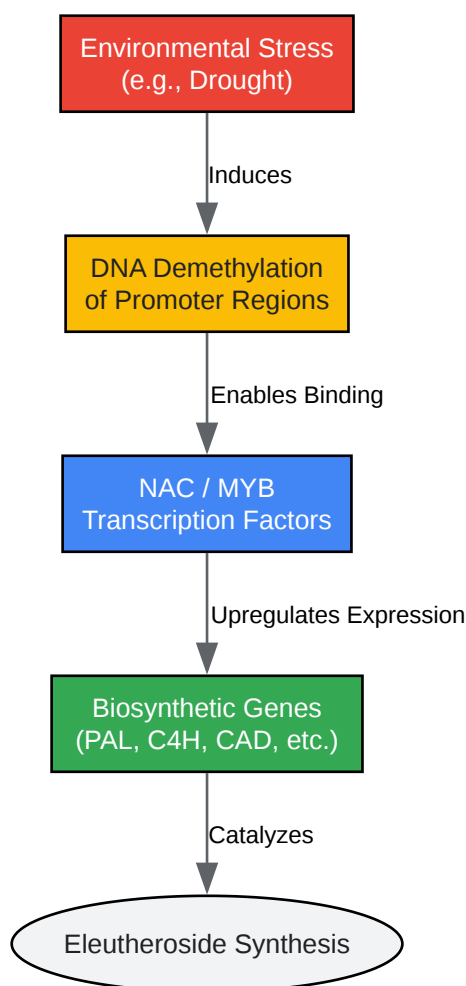 Environmental Stress
(e.g., Drought)
Induces
DNA Demethylation
of Promoter Regions
Enables Binding
NAC / MYB
Transcription Factors
Upregulates Expression
Biosynthetic Genes
(PAL, C4H, CAD, etc.)
Catalyzes
Eleutheroside Synthesis